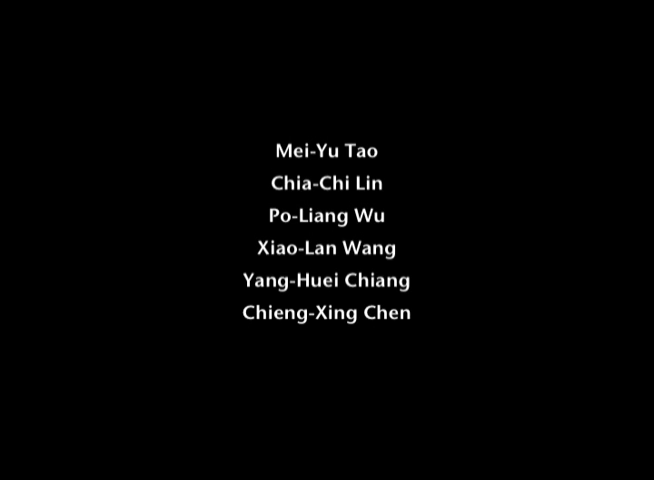 Mei-Yu Tao
Chia-Chi Lin
Po-Liang Wu
Xiao-Lan Wang
Yang-Huei Chiang
Chieng-Xing Chen